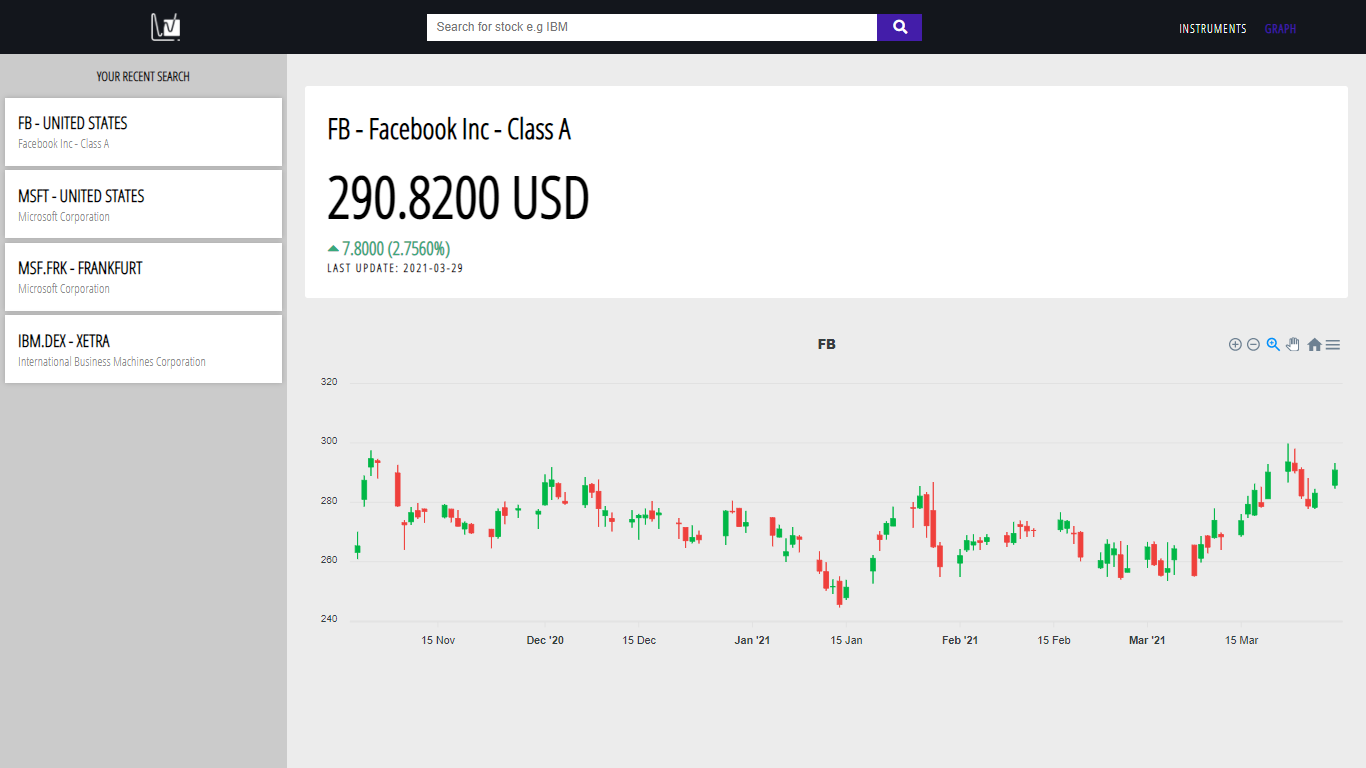 Search for stock e.g IBM
INSTRUMENTS
GRAPH
YOUR RECENT SEARCH
FB - UNITED STATES
Facebook Inc - Class A
MSFT - UNITED STATES
Microsoft Corporation
MSF.FRK - FRANKFURT
Microsoft Corporation
IBM.DEX - XETRA
International Business Machines Corporation
FB - Facebook Inc - Class A
290.8200 USD
7.8000 (2.7560%)
LAST UPDATE: 2021-03-29
FB
320
300
280
260
240
15 Nov
Dec '20
15 Dec
Jan '21
15 Jan
Feb '21
15 Feb
Mar '21
15 Mar